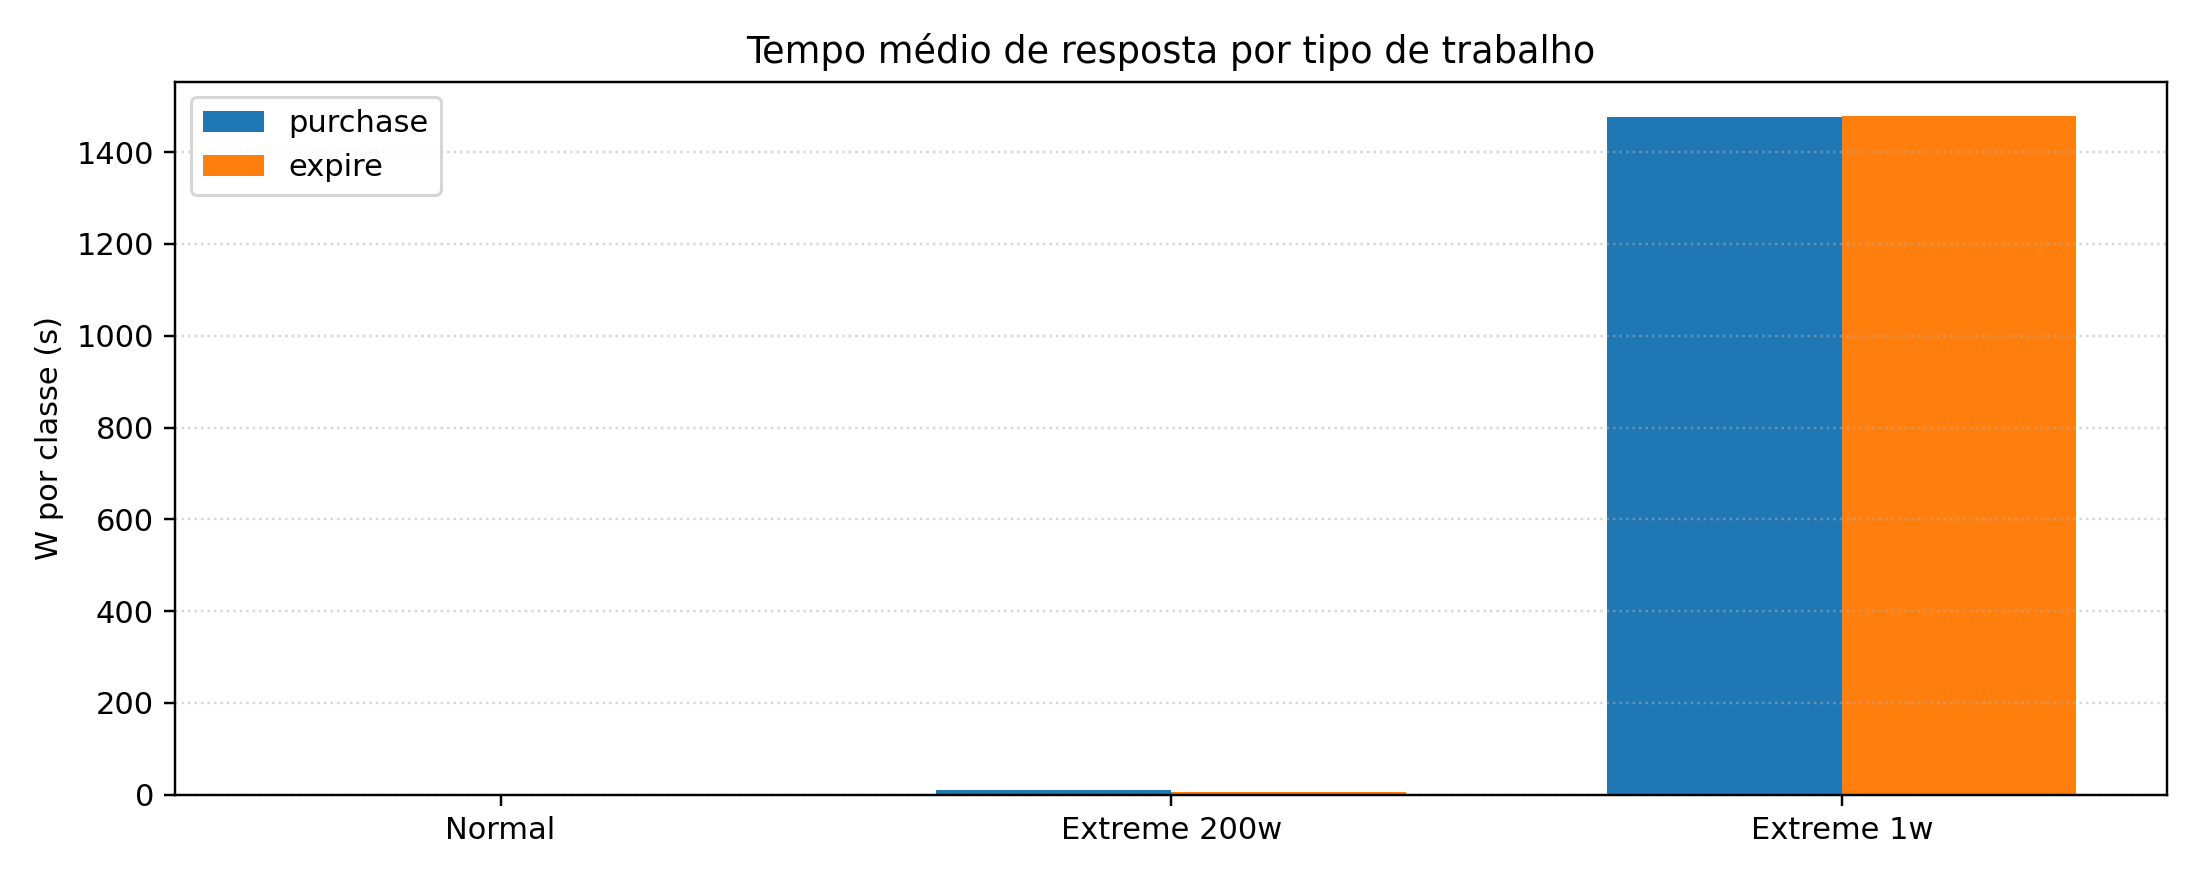 Tempo médio de resposta por tipo de trabalho
purchase
expire
W por classe (s)
1400
1200
1000
800
600
400
200
0
Normal
Extreme 200w
Extreme 1w